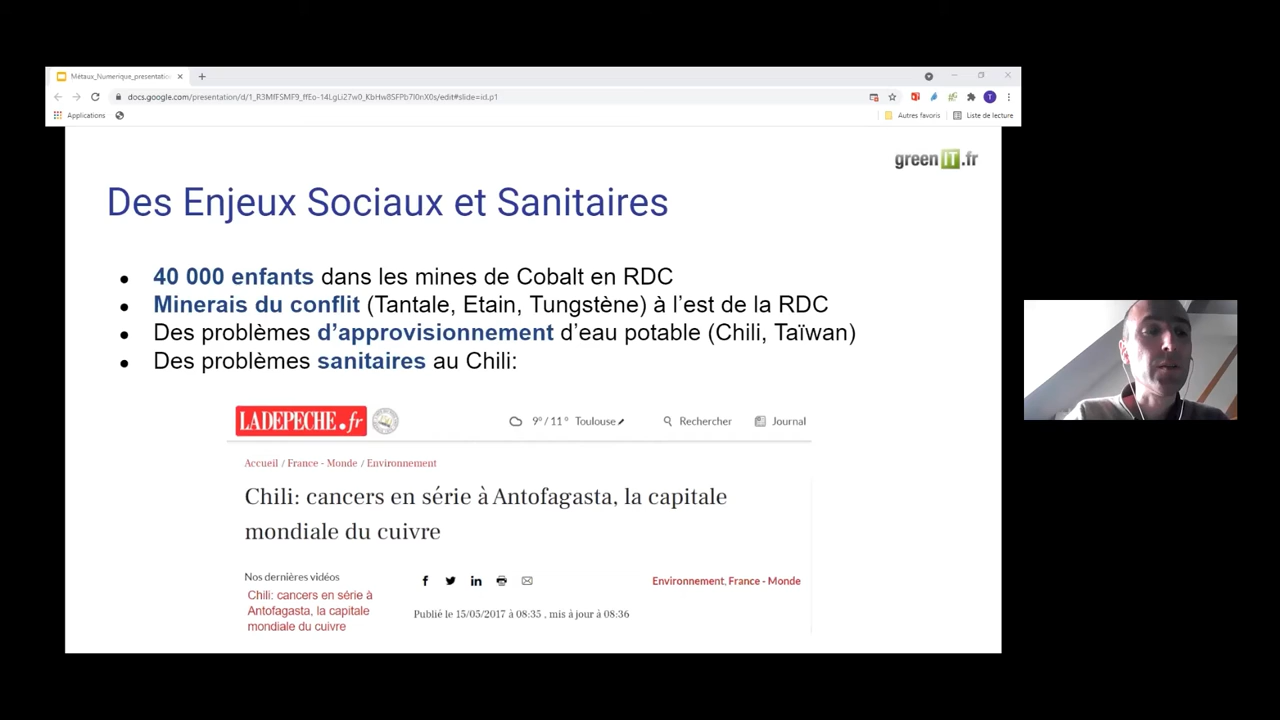 Métaux_Numerique_presentatio
docs.google.com/presentation/d/1_R3MlFSMF9_ffEo-14LgLi27w0_KbHw8SFPb7I0nX0s/edit#slide=id.p1
Applications
Autres favoris
Liste de lecture
T
greenIT.fr
Des Enjeux Sociaux et Sanitaires
● 40 000 enfants dans les mines de Cobalt en RDC
● Minerais du conflit (Tantale, Etain, Tungstène) à l’est de la RDC
● Des problèmes d’approvisionnement d’eau potable (Chili, Taïwan)
● Des problèmes sanitaires au Chili:
LADEPECHE.fr
9° / 11° Toulouse
Rechercher
Journal
Accueil / France - Monde / Environnement
Chili: cancers en série à Antofagasta, la capitale
mondiale du cuivre
Nos dernières vidéos
Chili: cancers en série à
Antofagasta, la capitale
mondiale du cuivre
Environnement, France - Monde
Publié le 15/05/2017 à 08:35 , mis à jour à 08:36